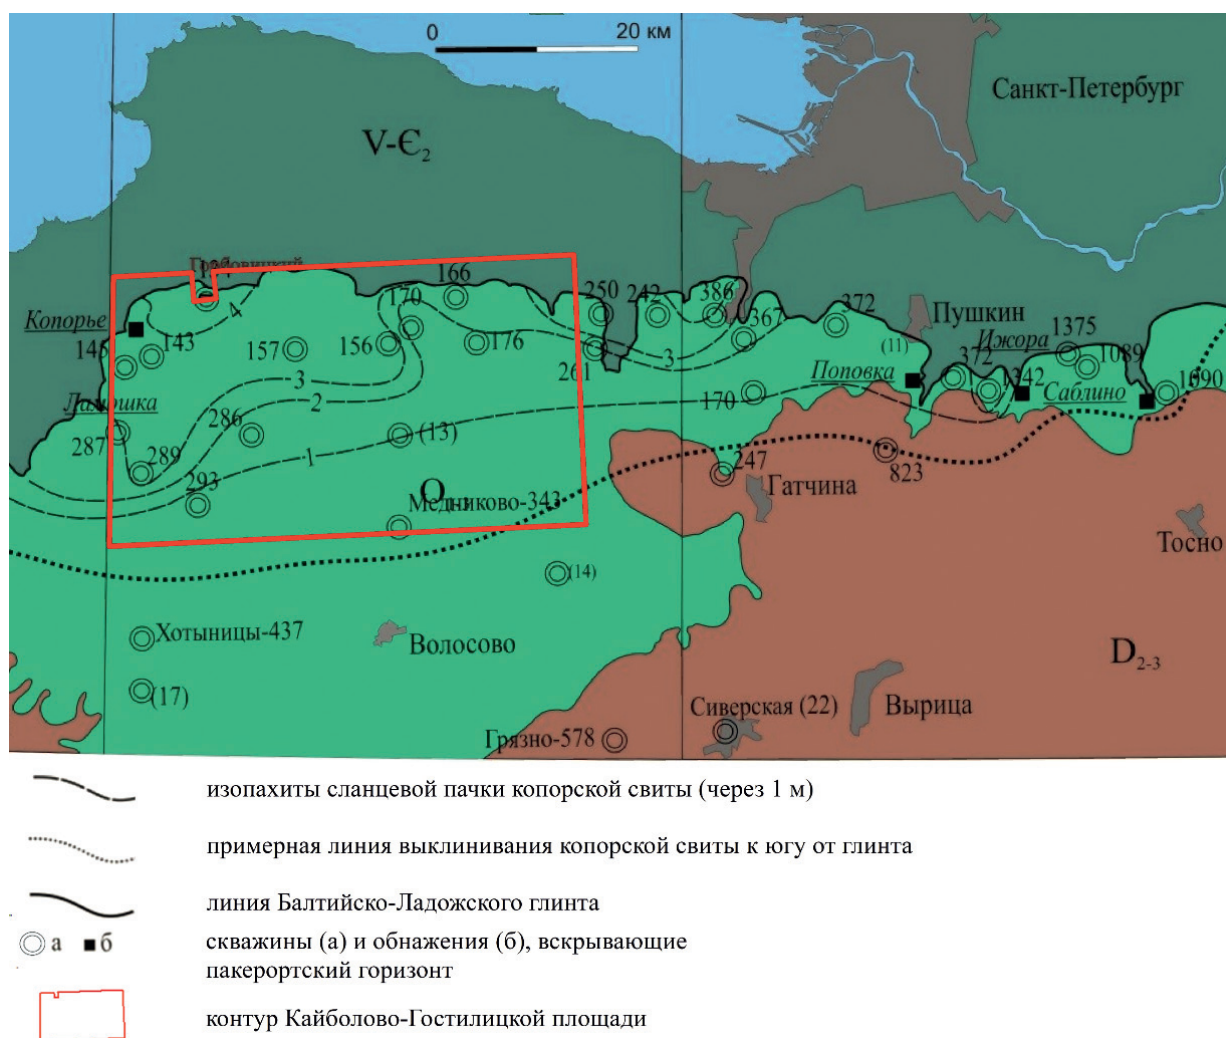 0 20 км
Санкт-Петербург
V-Є₂
166
4
170
250
242
386
372
Пушкин
Копорье
367
Ижора
1375
143
145
157
156
176
3
(11)
1089
3
261
Поповка
372
1342
1090
2
Саблино
170
286
287
(13)
289
1
247
823
293
Гатчина
Медниково-343
Тосно
(14)
Хотыницы-437
Волосово
D₂₋₃
(17)
Сиверская (22)
Вырица
Грязно-578
изопахиты сланцевой пачки копорской свиты (через 1 м)
примерная линия выклинивания копорской свиты к югу от глинта
линия Балтийско-Ладожского глинта
а б скважины (а) и обнажения (б), вскрывающие
пакерортский горизонт
контур Кайболово-Гостилицкой площади